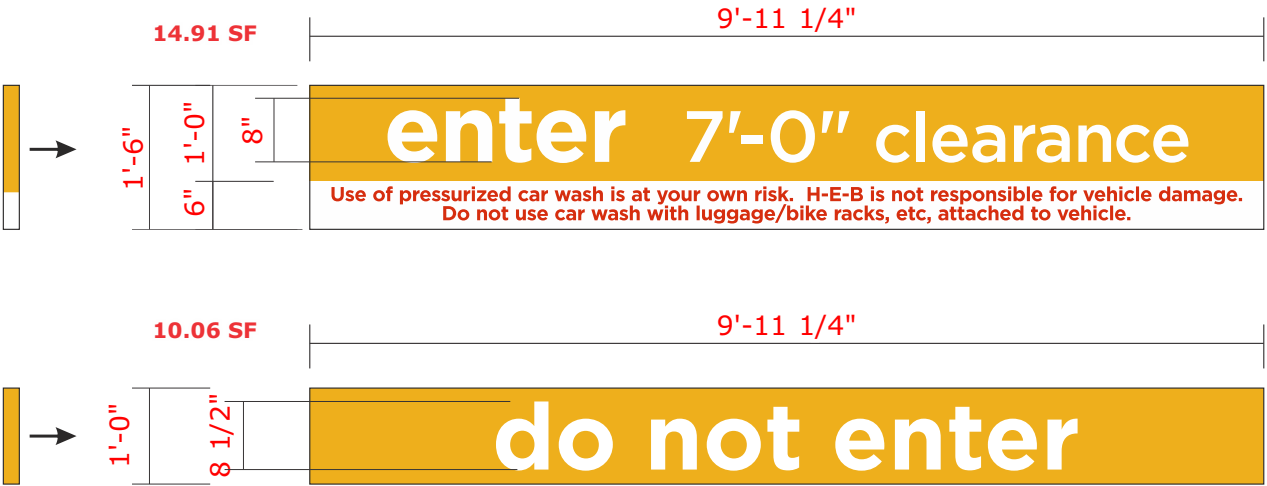 14.91 SF
9'-11 1/4"
1'-6"
1'-0"
8"
6"
enter 7'-0" clearance
Use of pressurized car wash is at your own risk.  H-E-B is not responsible for vehicle damage.
Do not use car wash with luggage/bike racks, etc, attached to vehicle.
10.06 SF
9'-11 1/4"
1'-0"
8 1/2"
do not enter